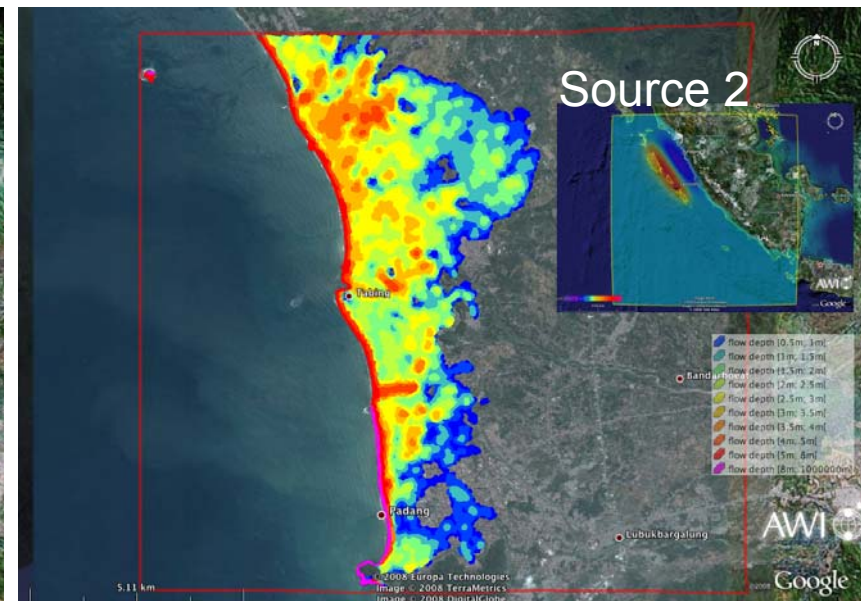 Source 2
AWI
Google
Tabing
flow depth [0.5m; 1m[
flow depth [1m; 1.5m[
flow depth [1.5m; 2m[
flow depth [2m; 2.5m[
flow depth [2.5m; 3m[
flow depth [3m; 3.5m[
flow depth [3.5m; 4m[
flow depth [4m; 5m[
flow depth [5m; 8m[
flow depth [8m; 1000000m[
Padang
Lubukbargalung
AWI
© 2008 Europa Technologies
Image © 2008 TerraMetrics
Image © 2008 DigitalGlobe
5.11 km
©2008 Google